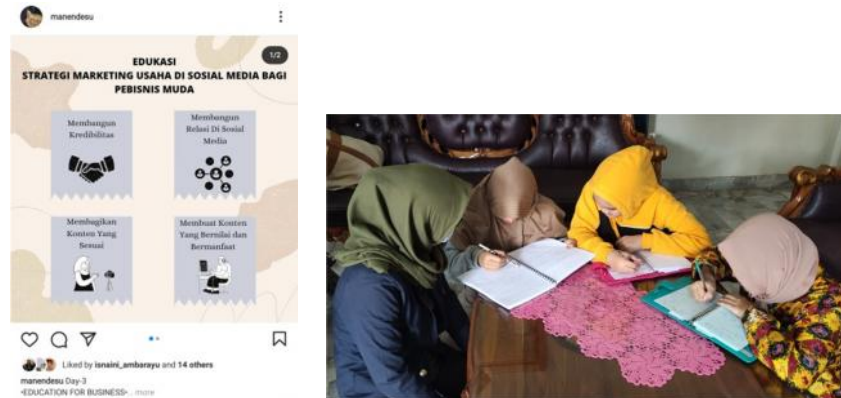 manendesu
1/2
EDUKASI
STRATEGI MARKETING USAHA DI SOSIAL MEDIA BAGI
PEBISNIS MUDA
Membangun
Kredibilitas
Membangun
Relasi Di Sosial
Media
Membagikan
Konten Yang
Sesuai
Membuat Konten
Yang Bernilai dan
Bermanfaat
Liked by isnaini_ambarayu and 14 others
manendesu Day-3
•EDUCATION FOR BUSINESS•... more